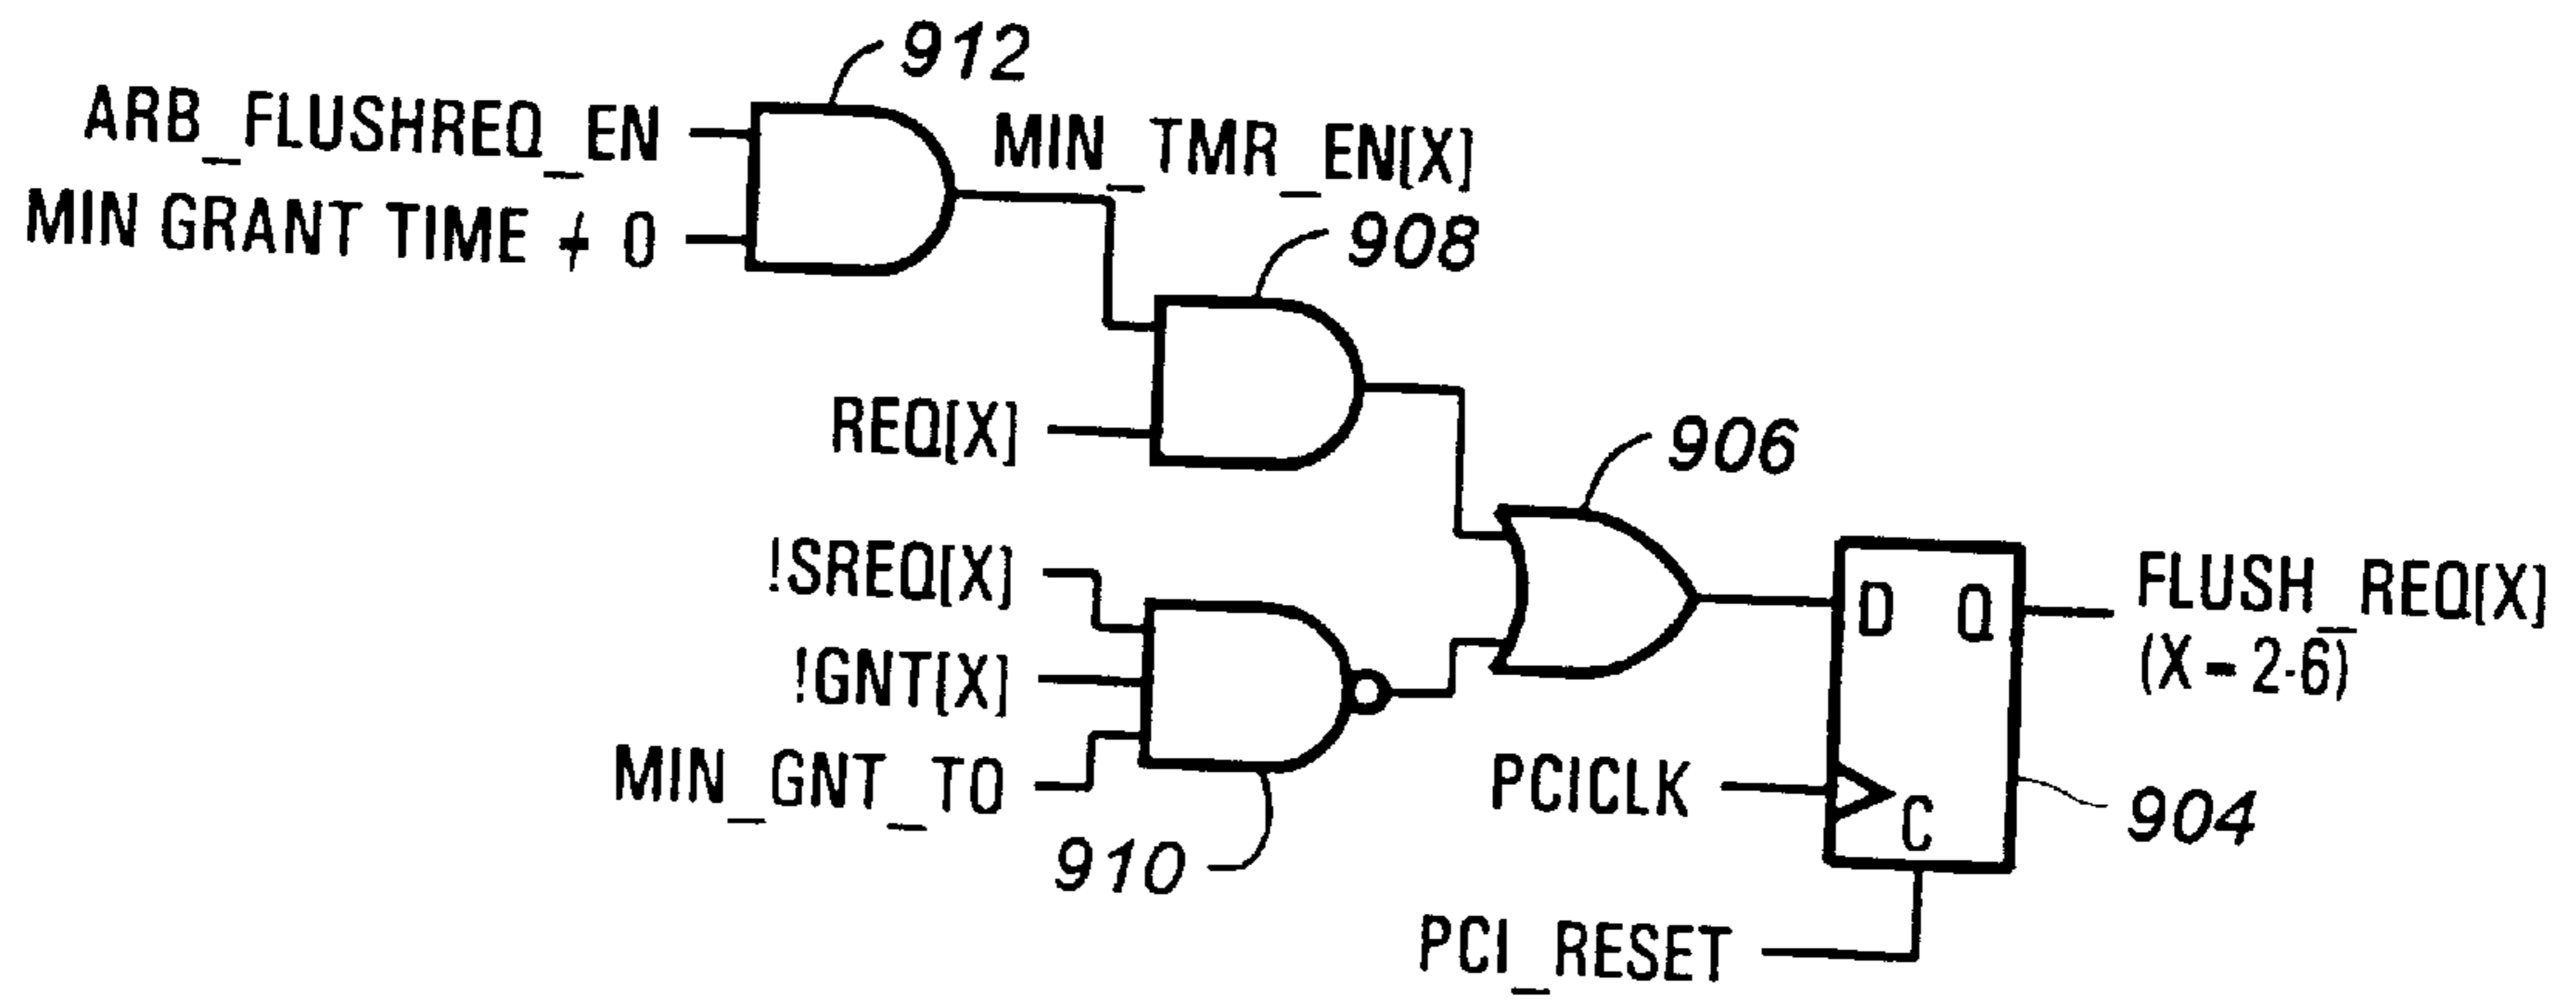 912
ARB_FLUSHREQ_EN
MIN_TMR_EN[X]
MIN GRANT TIME ≠ 0
908
REQ[X]
906
!SREQ[X]
FLUSH_REQ[X]
D Q
!GNT[X]
(X = 2-6)
MIN_GNT_TO
PCICLK
C
904
910
PCI_RESET